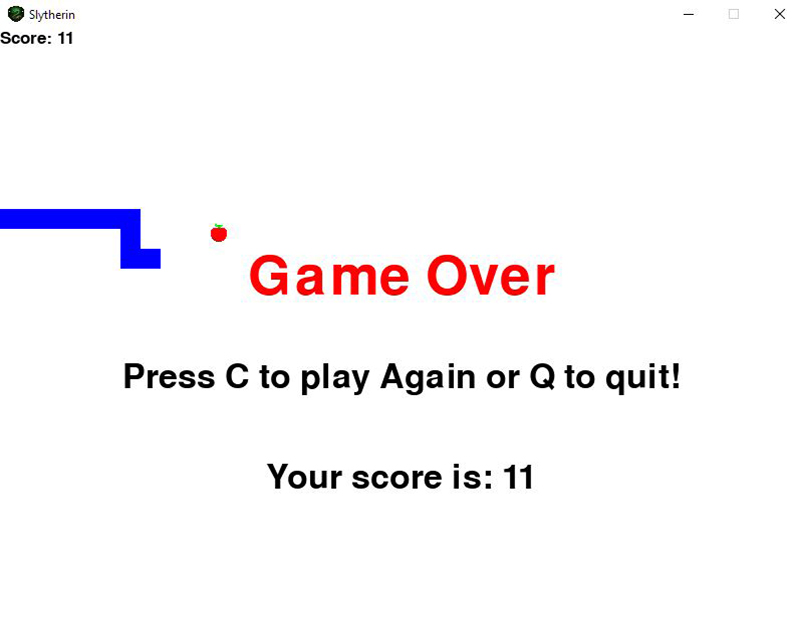 Slytherin
Score: 11
Game Over
Press C to play Again or Q to quit!
Your score is: 11